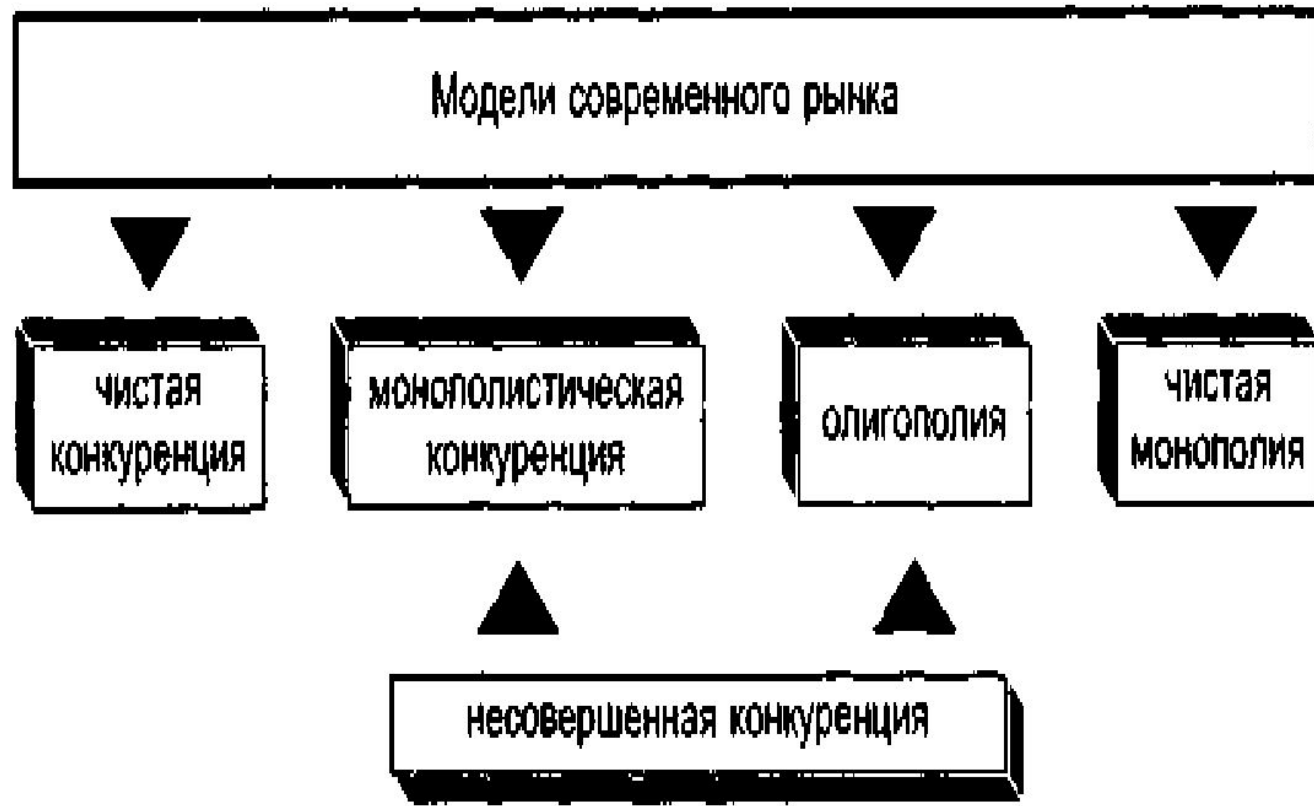 Модели современного рынка
чистая
конкуренция
монополистическая
конкуренция
олигополия
чистая
монополия
несовершенная конкуренция